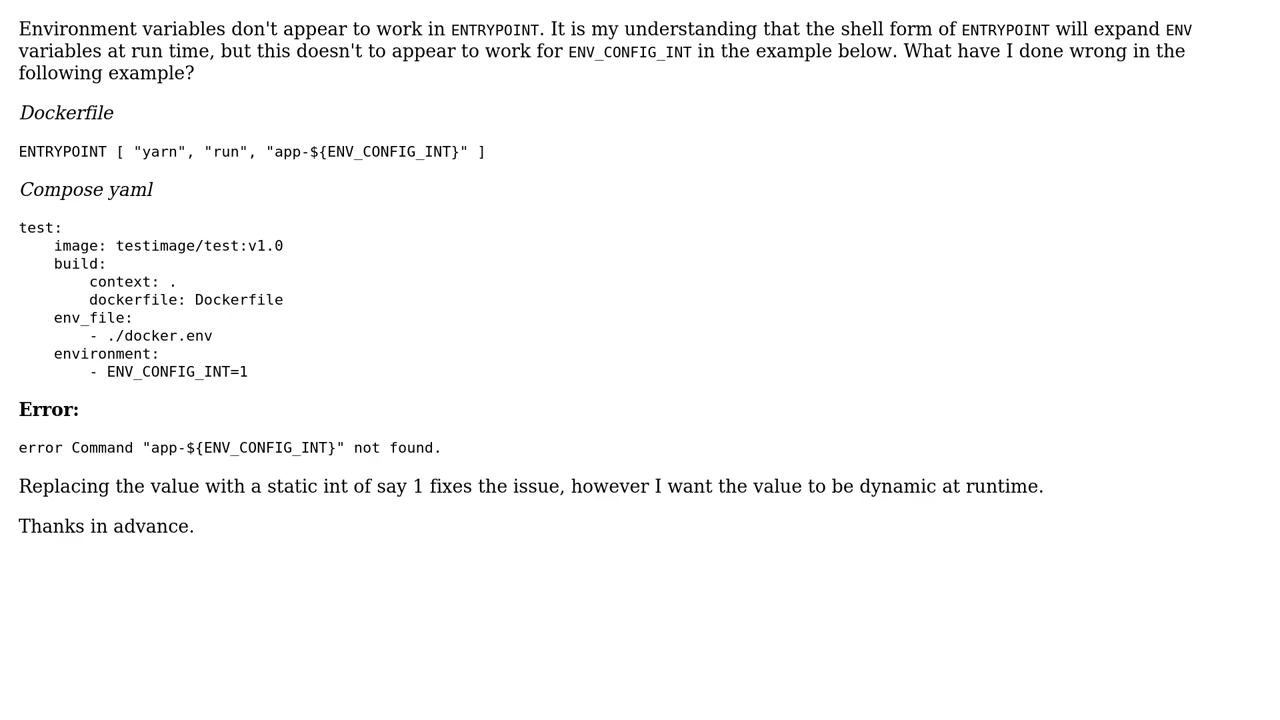 Environment variables don't appear to work in ENTRYPOINT. It is my understanding that the shell form of ENTRYPOINT will expand ENV
variables at run time, but this doesn't to appear to work for ENV_CONFIG_INT in the example below. What have I done wrong in the
following example?
Dockerfile
ENTRYPOINT [ "yarn", "run", "app-${ENV_CONFIG_INT}" ]
Compose yaml
test:
    image: testimage/test:v1.0
    build:
        context: .
        dockerfile: Dockerfile
    env_file:
        - ./docker.env
    environment:
        - ENV_CONFIG_INT=1
Error:
error Command "app-${ENV_CONFIG_INT}" not found.
Replacing the value with a static int of say 1 fixes the issue, however I want the value to be dynamic at runtime.
Thanks in advance.